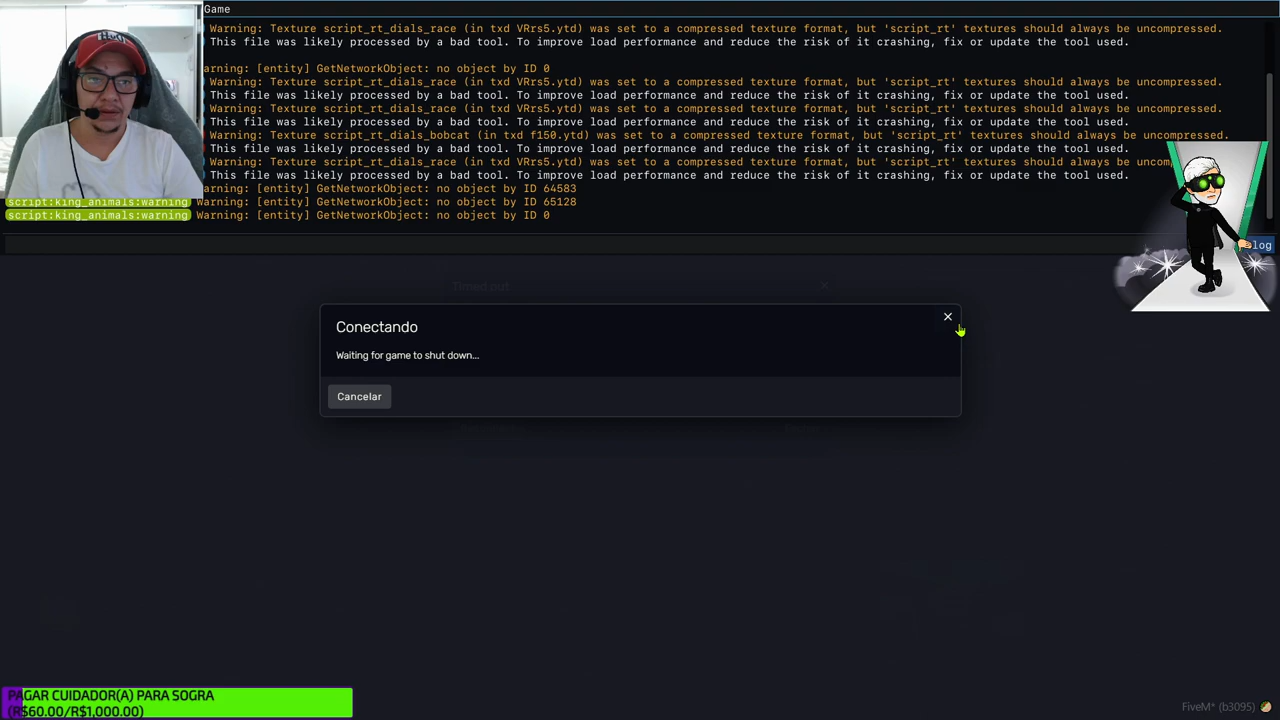 Game
Warning: Texture script_rt_dials_race (in txd VRrs5.ytd) was set to a compressed texture format, but 'script_rt' textures should always be uncompressed.
This file was likely processed by a bad tool. To improve load performance and reduce the risk of it crashing, fix or update the tool used.
arning: [entity] GetNetworkObject: no object by ID 0
Warning: Texture script_rt_dials_race (in txd VRrs5.ytd) was set to a compressed texture format, but 'script_rt' textures should always be uncompressed.
This file was likely processed by a bad tool. To improve load performance and reduce the risk of it crashing, fix or update the tool used.
Warning: Texture script_rt_dials_race (in txd VRrs5.ytd) was set to a compressed texture format, but 'script_rt' textures should always be uncompressed.
This file was likely processed by a bad tool. To improve load performance and reduce the risk of it crashing, fix or update the tool used.
Warning: Texture script_rt_dials_bobcat (in txd f150.ytd) was set to a compressed texture format, but 'script_rt' textures should always be uncompressed.
This file was likely processed by a bad tool. To improve load performance and reduce the risk of it crashing, fix or update the tool used.
Warning: Texture script_rt_dials_race (in txd VRrs5.ytd) was set to a compressed texture format, but 'script_rt' textures should always be unc
This file was likely processed by a bad tool. To improve load performance and reduce the risk of it crashing, fix or update the tool used.
arning: [entity] GetNetworkObject: no object by ID 64583
script:king_animals:warning Warning: [entity] GetNetworkObject: no object by ID 65128
script:king_animals:warning Warning: [entity] GetNetworkObject: no object by ID 0
log
Timed out
Conectando
Waiting for game to shut down...
Cancelar
PAGAR CUIDADOR(A) PARA SOGRA
(R$60.00/R$1,000.00)
FiveM* (b3095)